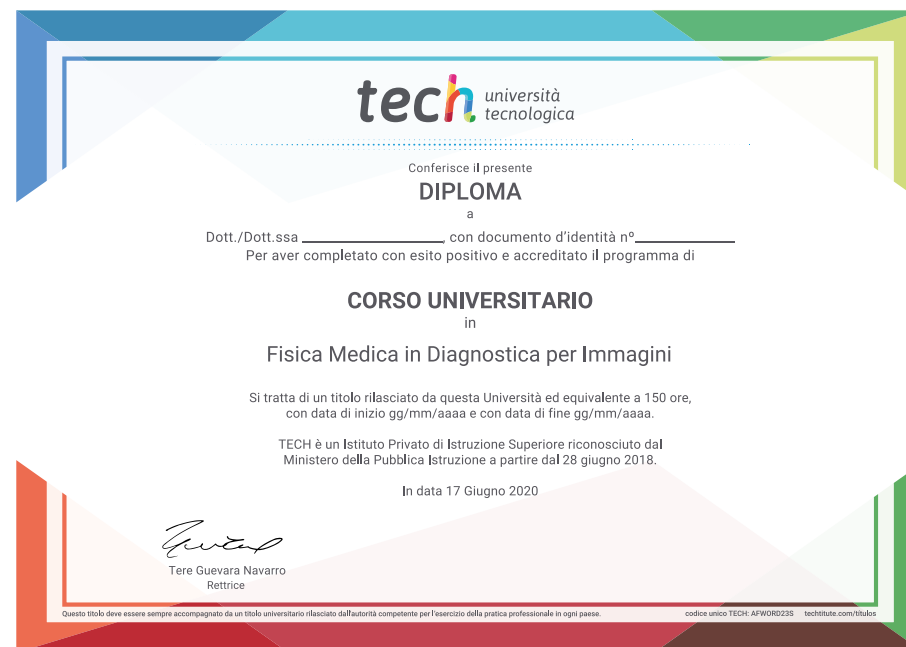 tech università
tecnologica
Conferisce il presente
DIPLOMA
a
Dott./Dott.ssa ____________________, con documento d'identità nº______________
Per aver completato con esito positivo e accreditato il programma di
CORSO UNIVERSITARIO
in
Fisica Medica in Diagnostica per Immagini
Si tratta di un titolo rilasciato da questa Università ed equivalente a 150 ore,
con data di inizio gg/mm/aaaa e con data di fine gg/mm/aaaa.
TECH è un Istituto Privato di Istruzione Superiore riconosciuto dal
Ministero della Pubblica Istruzione a partire dal 28 giugno 2018.
In data 17 Giugno 2020
Tere Guevara Navarro
Rettrice
Questo titolo deve essere sempre accompagnato da un titolo universitario rilasciato dall'autorità competente per l'esercizio della pratica professionale in ogni paese.
codice unico TECH: AFWORD23S techtitute.com/títulos